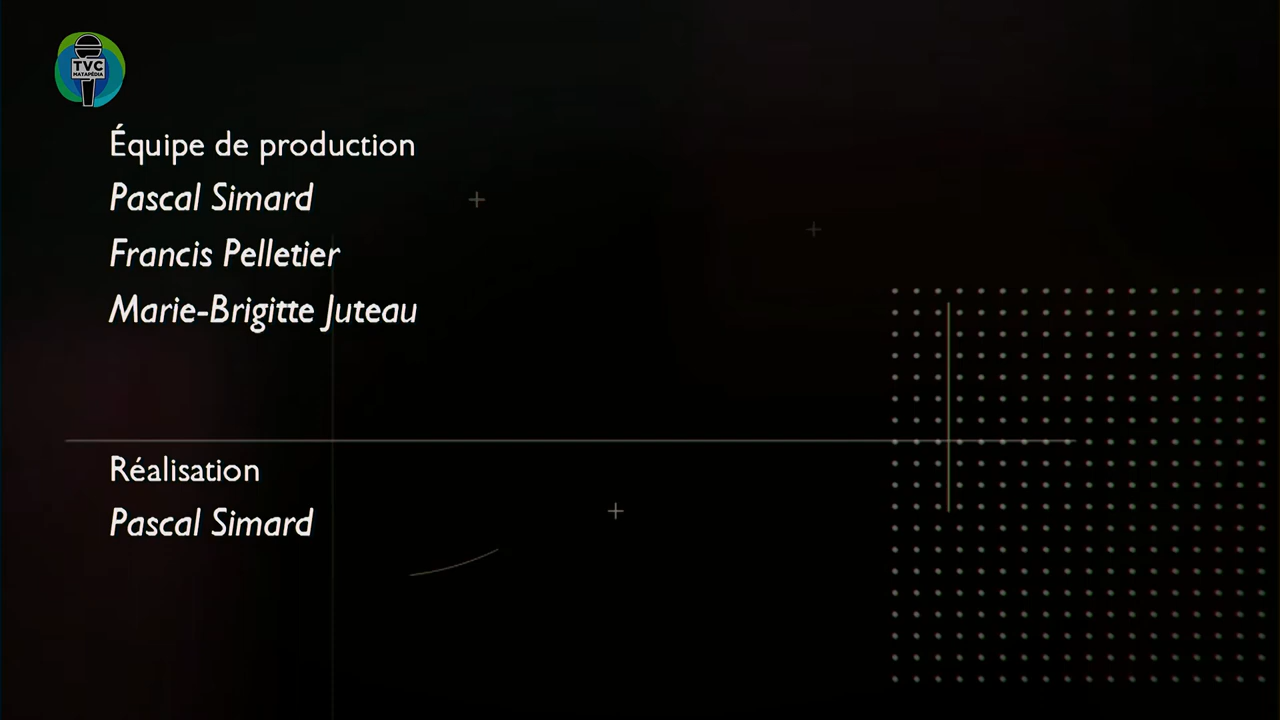 TVC
MATAPÉDIA
Équipe de production
Pascal Simard
Francis Pelletier
Marie-Brigitte Juteau
Réalisation
Pascal Simard